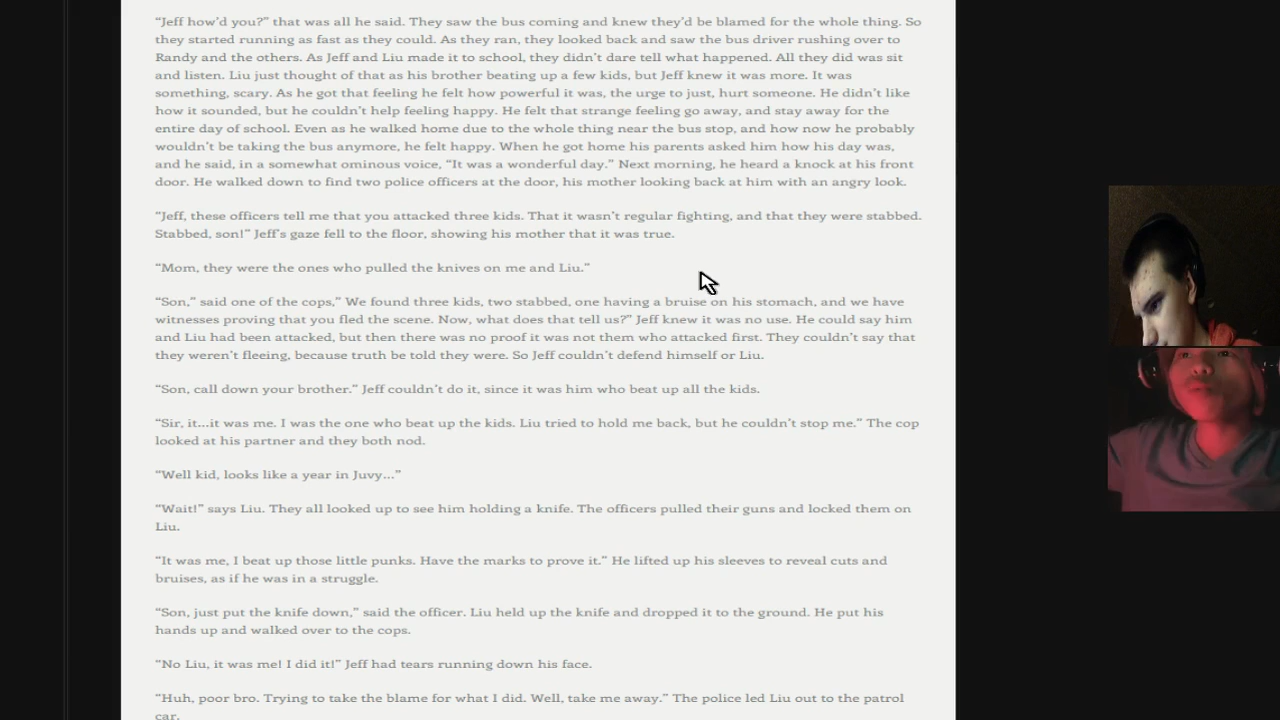 “Jeff how’d you?” that was all he said. They saw the bus coming and knew they’d be blamed for the whole thing. So
they started running as fast as they could. As they ran, they looked back and saw the bus driver rushing over to
Randy and the others. As Jeff and Liu made it to school, they didn’t dare tell what happened. All they did was sit
and listen. Liu just thought of that as his brother beating up a few kids, but Jeff knew it was more. It was
something, scary. As he got that feeling he felt how powerful it was, the urge to just, hurt someone. He didn’t like
how it sounded, but he couldn’t help feeling happy. He felt that strange feeling go away, and stay away for the
entire day of school. Even as he walked home due to the whole thing near the bus stop, and how now he probably
wouldn’t be taking the bus anymore, he felt happy. When he got home his parents asked him how his day was,
and he said, in a somewhat ominous voice, “It was a wonderful day.” Next morning, he heard a knock at his front
door. He walked down to find two police officers at the door, his mother looking back at him with an angry look.
“Jeff, these officers tell me that you attacked three kids. That it wasn’t regular fighting, and that they were stabbed.
Stabbed, son!” Jeff’s gaze fell to the floor, showing his mother that it was true.
“Mom, they were the ones who pulled the knives on me and Liu.”
“Son,” said one of the cops,” We found three kids, two stabbed, one having a bruise on his stomach, and we have
witnesses proving that you fled the scene. Now, what does that tell us?” Jeff knew it was no use. He could say him
and Liu had been attacked, but then there was no proof it was not them who attacked first. They couldn’t say that
they weren’t fleeing, because truth be told they were. So Jeff couldn’t defend himself or Liu.
“Son, call down your brother.” Jeff couldn’t do it, since it was him who beat up all the kids.
“Sir, it…it was me. I was the one who beat up the kids. Liu tried to hold me back, but he couldn’t stop me.” The cop
looked at his partner and they both nod.
“Well kid, looks like a year in Juvy…”
“Wait!” says Liu. They all looked up to see him holding a knife. The officers pulled their guns and locked them on
Liu.
“It was me, I beat up those little punks. Have the marks to prove it.” He lifted up his sleeves to reveal cuts and
bruises, as if he was in a struggle.
“Son, just put the knife down,” said the officer. Liu held up the knife and dropped it to the ground. He put his
hands up and walked over to the cops.
“No Liu, it was me! I did it!” Jeff had tears running down his face.
“Huh, poor bro. Trying to take the blame for what I did. Well, take me away.” The police led Liu out to the patrol
car.